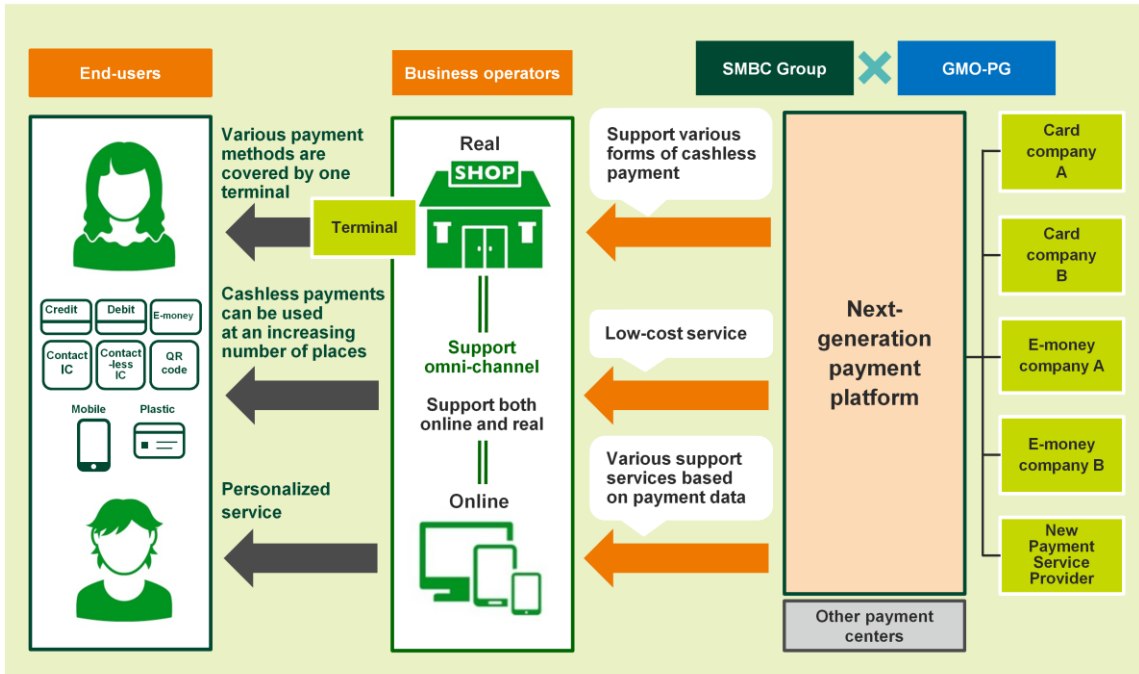 End-users
Business operators
SMBC Group
GMO-PG
Various payment
methods are
covered by one
terminal
Terminal
Credit
Debit
E-money
Contact
IC
Contact
-less
IC
QR
code
Mobile
Plastic
Cashless payments
can be used
at an increasing
number of places
Personalized
service
Real
SHOP
Support
omni-channel
Support both
online and real
Online
Support various
forms of cashless
payment
Low-cost service
Various support
services based
on payment data
Next-
generation
payment
platform
Other payment
centers
Card
company
A
Card
company
B
E-money
company A
E-money
company B
New
Payment
Service
Provider